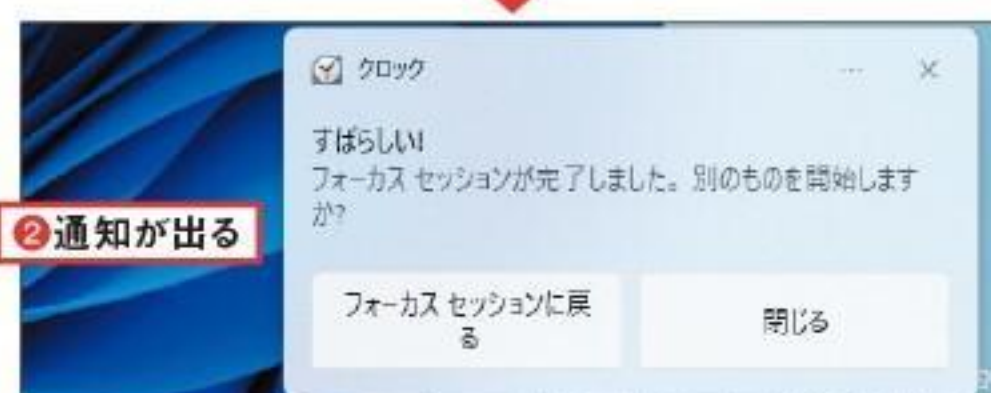 クロック
すばらしい!
フォーカス セッションが完了しました。別のものを開始します
か?
❷通知が出る
フォーカス セッションに戻
る
閉じる